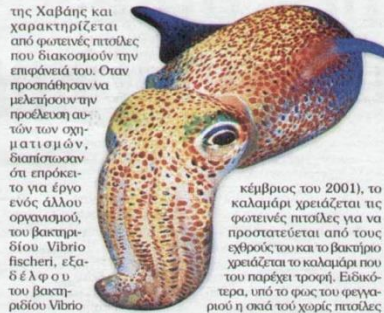 της Χαβάης και
χαρακτηρίζεται
από φωτεινές πιτσίλες
που διακοσμούν την
επιφάνειά του. Οταν
προσπάθησαν να
μελετήσουν την
προέλευση αυ-
τών των σχη-
ματισμών,
διαπίστωσαν
ότι επρόκει-
το για έργο
ενός άλλου
οργανισμού,
του βακτηρι-
δίου Vibrio
fischeri, εξα-
δέλφου
του βακτη-
ριδίου Vibrio
κέμβριος του 2001), το
καλαμάρι χρειάζεται τις
φωτεινές πιτσίλες για να
προστατεύεται από τους
εχθρούς του και το βακτήριο
χρειάζεται το καλαμάρι που
του παρέχει τροφή. Ειδικό-
τερα, υπό το φως του φεγγα-
ριού η σκιά τού χωρίς πιτσίλες